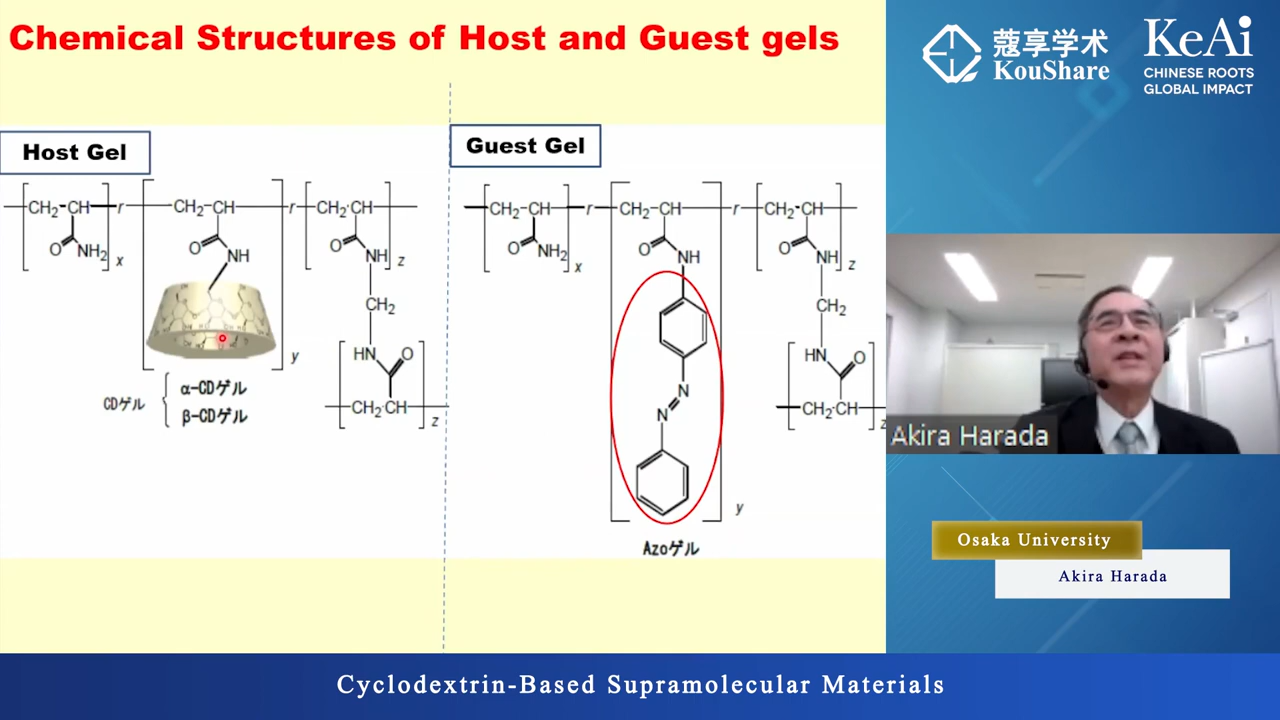 Chemical Structures of Host and Guest gels
Host Gel
CH2-CH
r
CH2-CH
r
CH2-CH
O
NH2
x
O
NH
O
NH
z
CH2
HN
O
CH2-CH
z
y
CDゲル
α-CDゲル
β-CDゲル
Guest Gel
CH2-CH
r
CH2-CH
r
CH2-CH
O
NH2
x
O
NH
O
NH
z
CH2
N
N
HN
O
CH2-CH
z
y
Azoゲル
蔻享学术
KouShare
KeAi
CHINESE ROOTS
GLOBAL IMPACT
Akira Harada
Osaka University
Akira Harada
Cyclodextrin-Based Supramolecular Materials